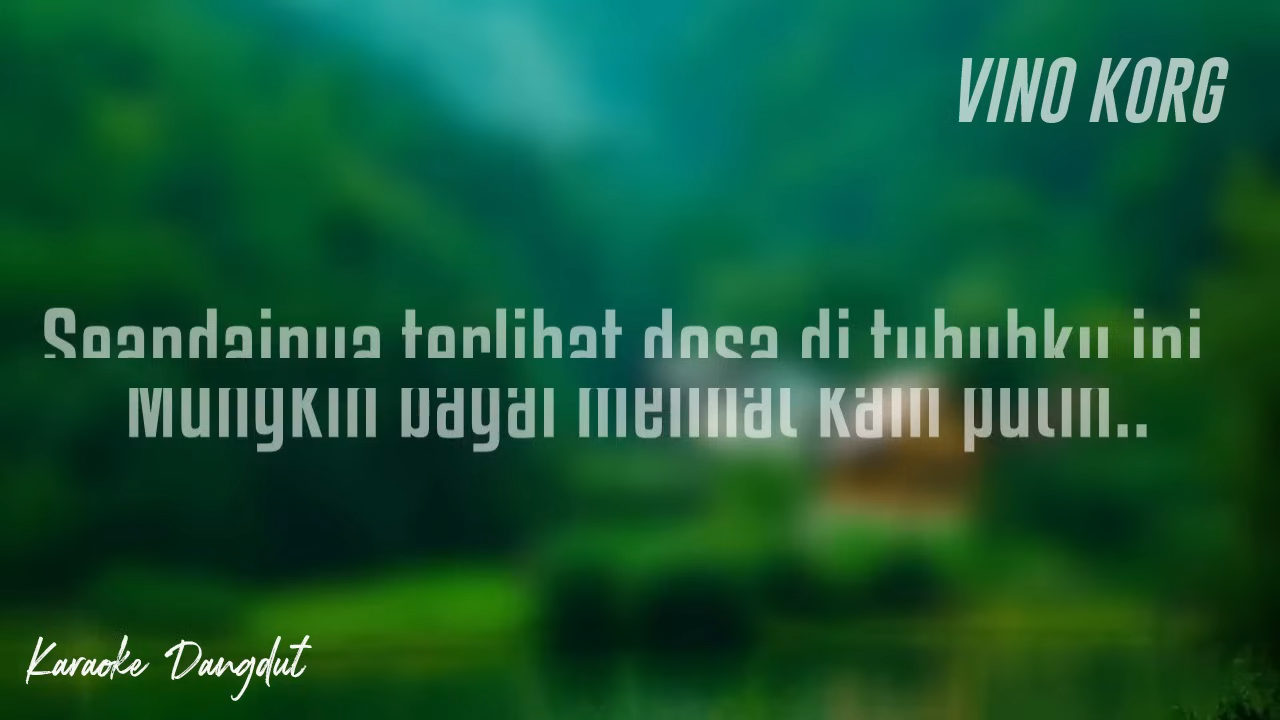 VINO KORG
Seandainya terlihat dosa di tubuhku ini
Mungkin bagai melihat kain putih..
Karaoke Dangdut